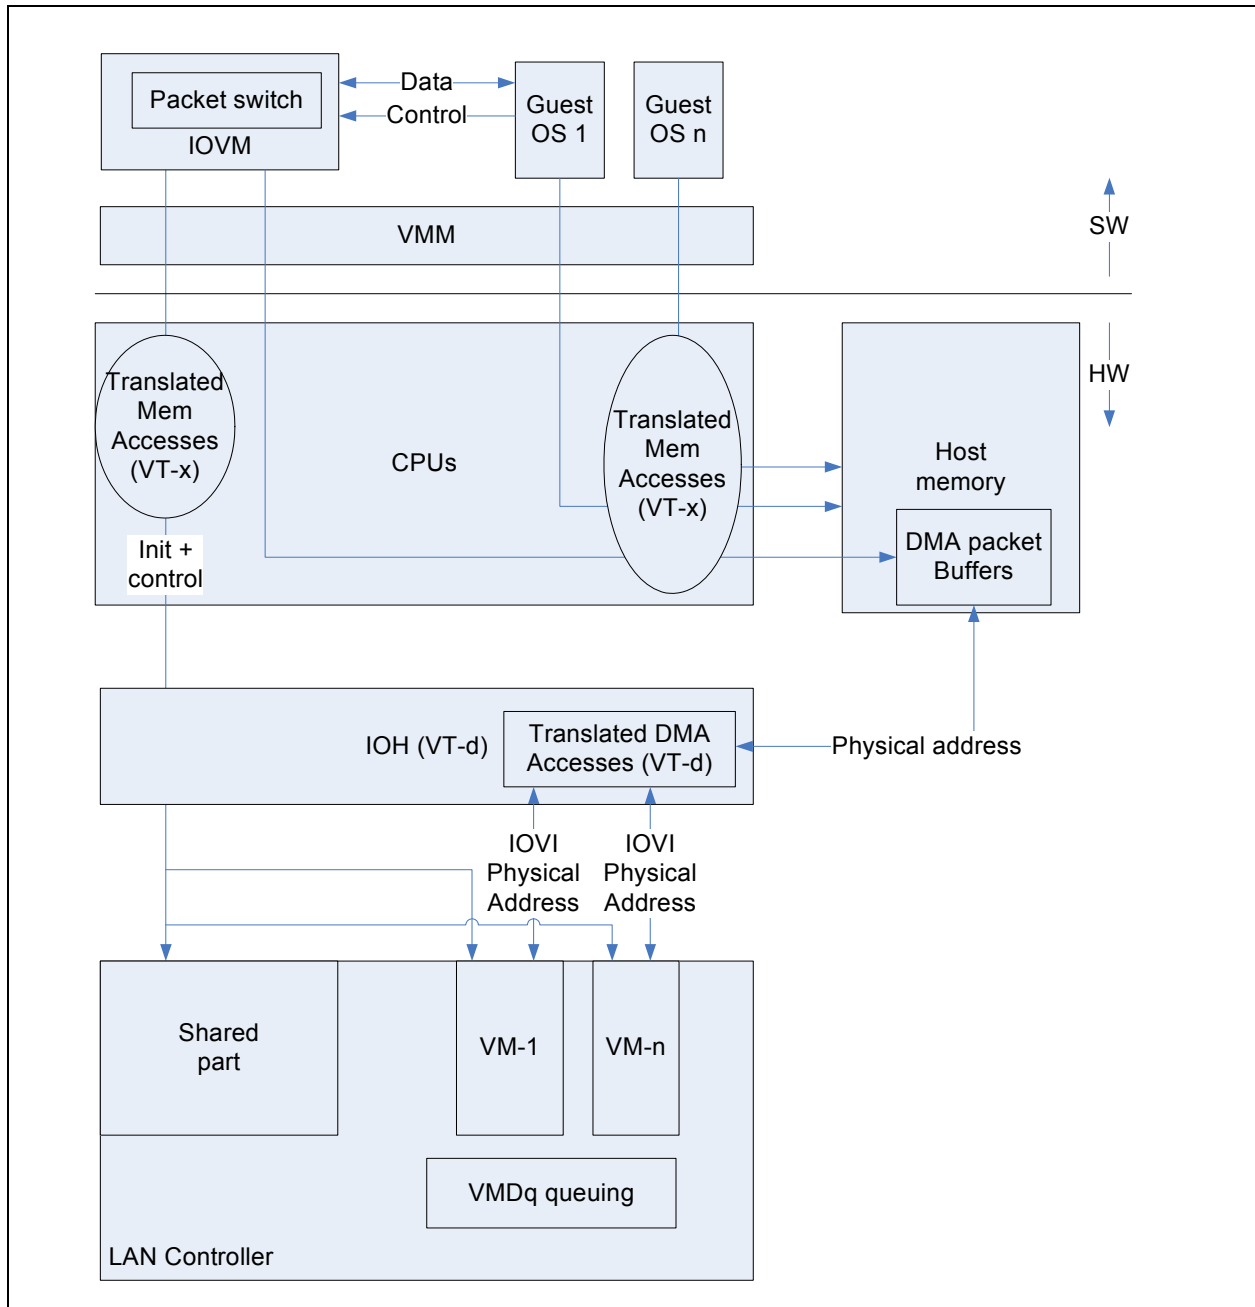 Packet switch
IOVM
Data
Control
Guest
OS 1
Guest
OS n
VMM
SW
HW
Translated
Mem
Accesses
(VT-x)
CPUs
Translated
Mem
Accesses
(VT-x)
Host
memory
DMA packet
Buffers
Init +
control
IOH (VT-d)
Translated DMA
Accesses (VT-d)
Physical address
IOVI
Physical
Address
IOVI
Physical
Address
Shared
part
VM-1
VM-n
VMDq queuing
LAN Controller